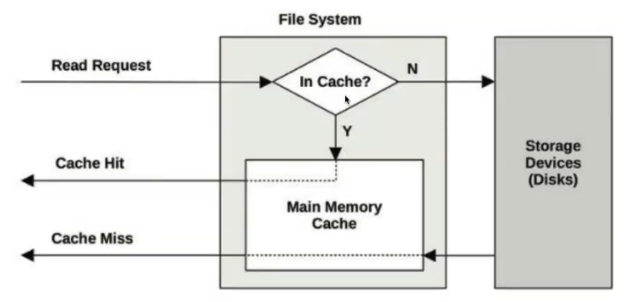 File System
Read Request
In Cache?
N
Y
Cache Hit
Storage
Devices
(Disks)
Main Memory
Cache
Cache Miss